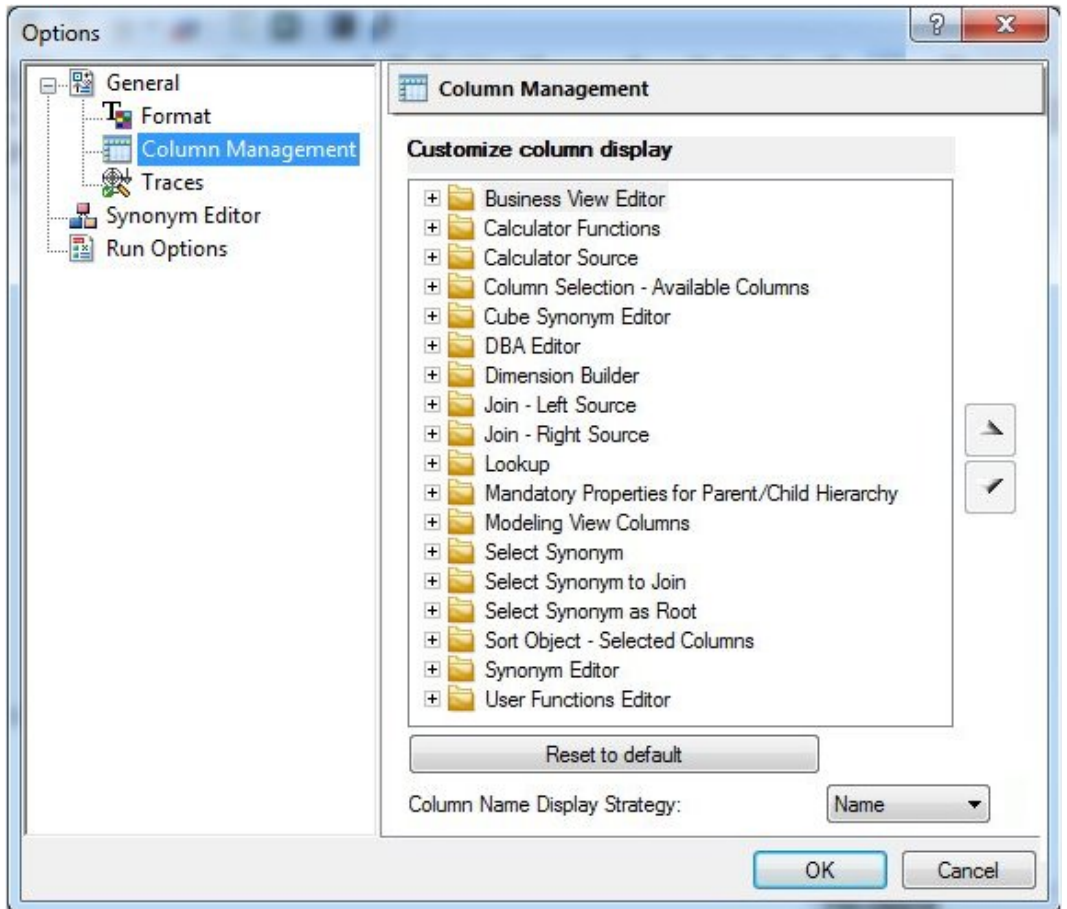 Options
General
Format
Column Management
Traces
Synonym Editor
Run Options
Column Management
Customize column display
Business View Editor
Calculator Functions
Calculator Source
Column Selection - Available Columns
Cube Synonym Editor
DBA Editor
Dimension Builder
Join - Left Source
Join - Right Source
Lookup
Mandatory Properties for Parent/Child Hierarchy
Modeling View Columns
Select Synonym
Select Synonym to Join
Select Synonym as Root
Sort Object - Selected Columns
Synonym Editor
User Functions Editor
Reset to default
Column Name Display Strategy: Name
OK Cancel